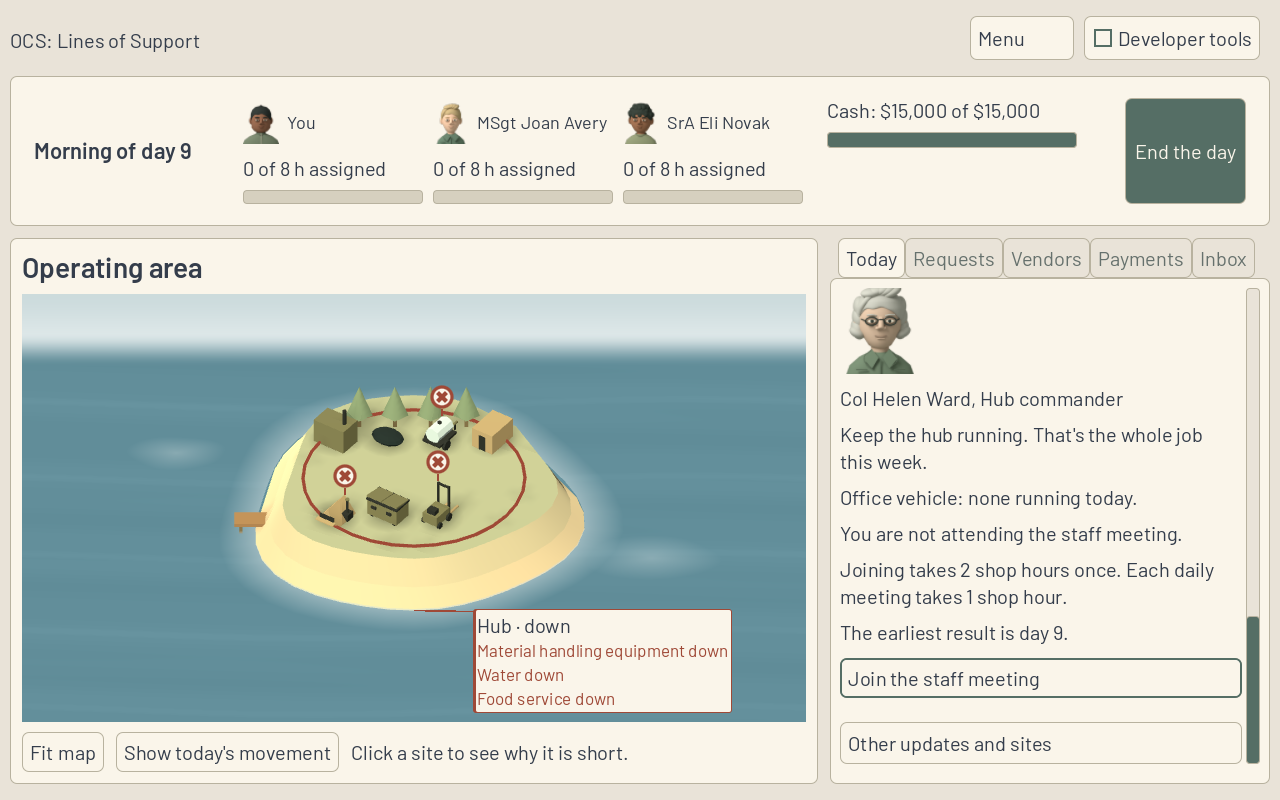 OCS: Lines of Support
Menu
Developer tools
Morning of day 9
You
0 of 8 h assigned
MSgt Joan Avery
0 of 8 h assigned
SrA Eli Novak
0 of 8 h assigned
Cash: $15,000 of $15,000
End the day
Operating area
Hub · down
Material handling equipment down
Water down
Food service down
Fit map
Show today's movement
Click a site to see why it is short.
Today
Requests
Vendors
Payments
Inbox
Col Helen Ward, Hub commander
Keep the hub running. That's the whole job
this week.
Office vehicle: none running today.
You are not attending the staff meeting.
Joining takes 2 shop hours once. Each daily
meeting takes 1 shop hour.
The earliest result is day 9.
Join the staff meeting
Other updates and sites